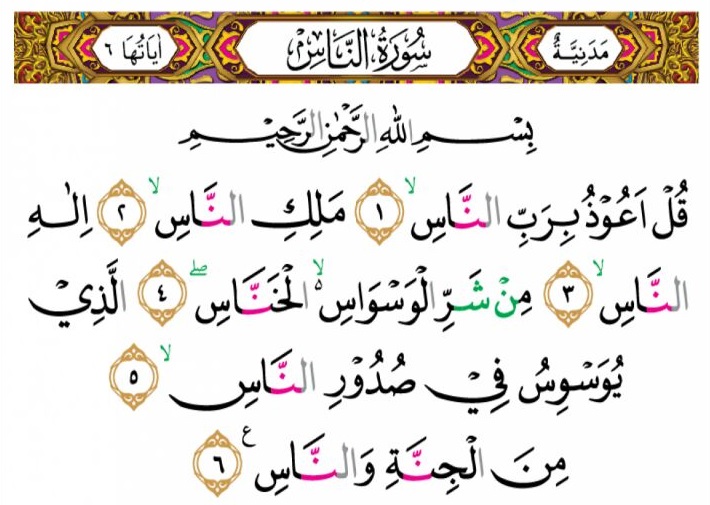 مَدَنِيَّةٌ سُوْرَةُ النَّاسِ اٰيَاتُهَا ٦
بِسْمِ اللّٰهِ الرَّحْمٰنِ الرَّحِيْمِ
قُلْ اَعُوْذُ بِرَبِّ النَّاسِ ۙ ١ مَلِكِ النَّاسِ ۙ ٢ اِلٰهِ
النَّاسِ ۙ ٣ مِنْ شَرِّ الْوَسْوَاسِ ەۙ الْخَنَّاسِ ۖ ٤ الَّذِيْ
يُوَسْوِسُ فِيْ صُدُوْرِ النَّاسِ ۙ ٥
مِنَ الْجِنَّةِ وَالنَّاسِ ࣖ ٦